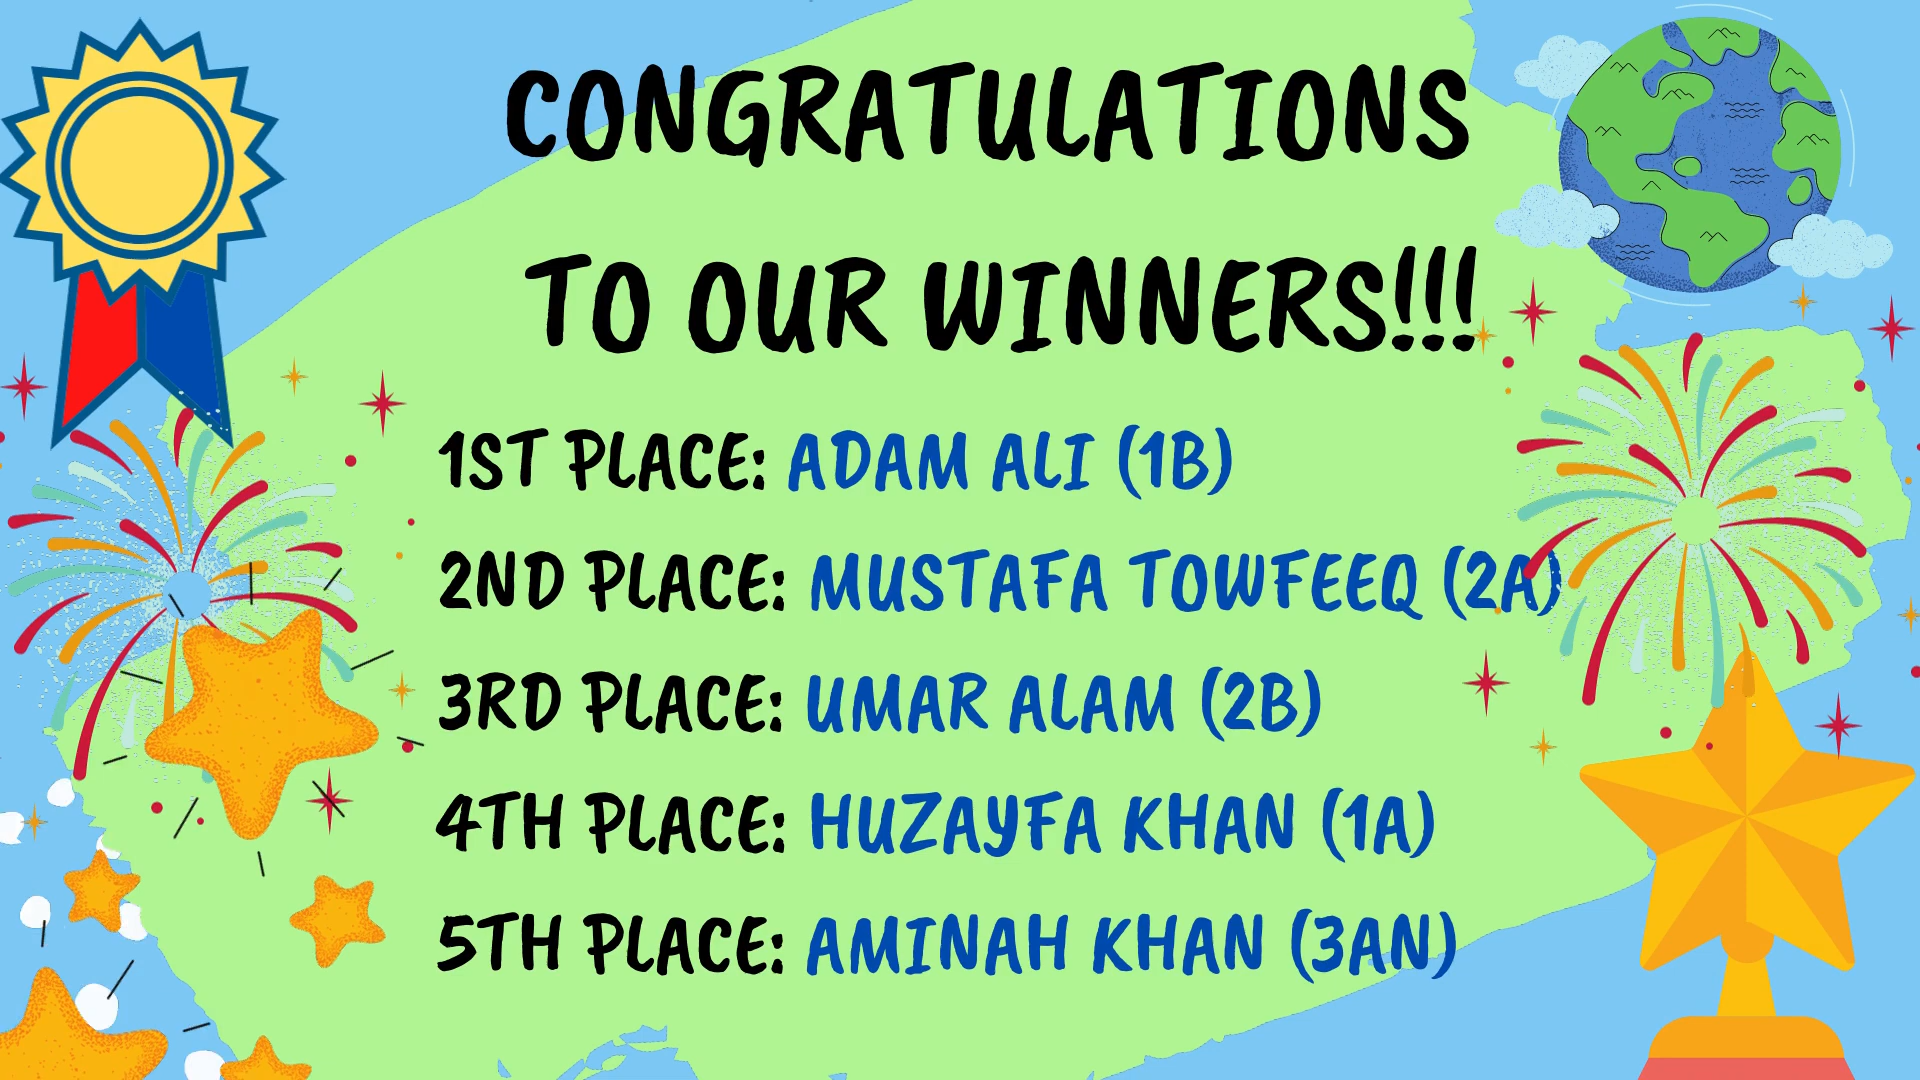 CONGRATULATIONS
TO OUR WINNERS!!!
1ST PLACE: ADAM ALI (1B)
2ND PLACE: MUSTAFA TOWFEEQ (2A)
3RD PLACE: UMAR ALAM (2B)
4TH PLACE: HUZAYFA KHAN (1A)
5TH PLACE: AMINAH KHAN (3AN)